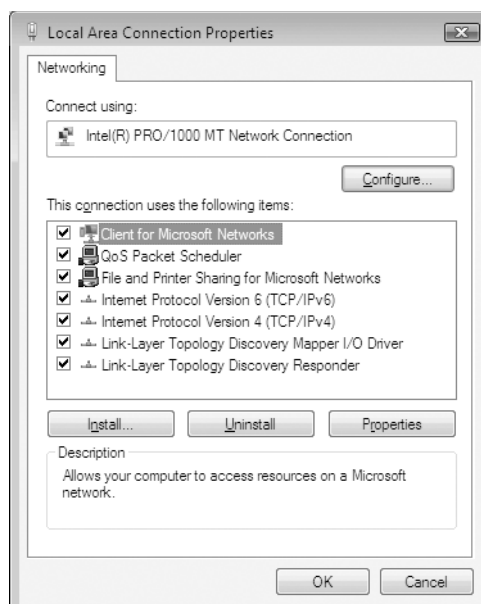 Local Area Connection Properties
Networking
Connect using:
Intel(R) PRO/1000 MT Network Connection
Configure...
This connection uses the following items:
Client for Microsoft Networks
QoS Packet Scheduler
File and Printer Sharing for Microsoft Networks
Internet Protocol Version 6 (TCP/IPv6)
Internet Protocol Version 4 (TCP/IPv4)
Link-Layer Topology Discovery Mapper I/O Driver
Link-Layer Topology Discovery Responder
Install...
Uninstall
Properties
Description
Allows your computer to access resources on a Microsoft
network.
OK
Cancel